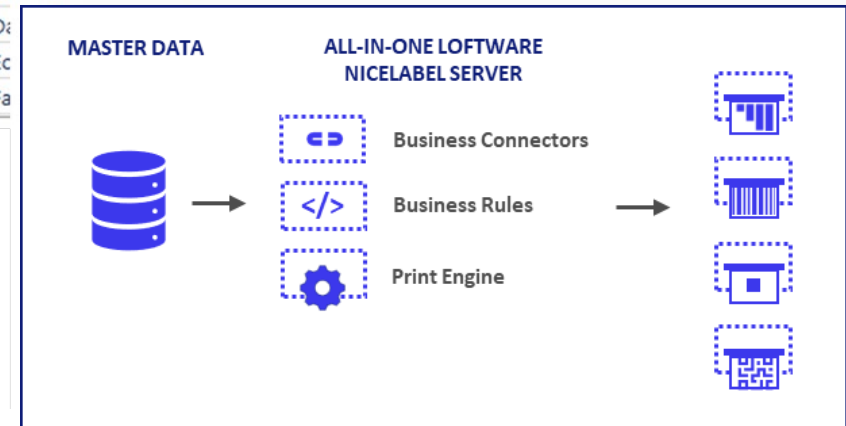 MASTER DATA
ALL-IN-ONE LOFTWARE
NICELABEL SERVER
Business Connectors
</> Business Rules
Print Engine